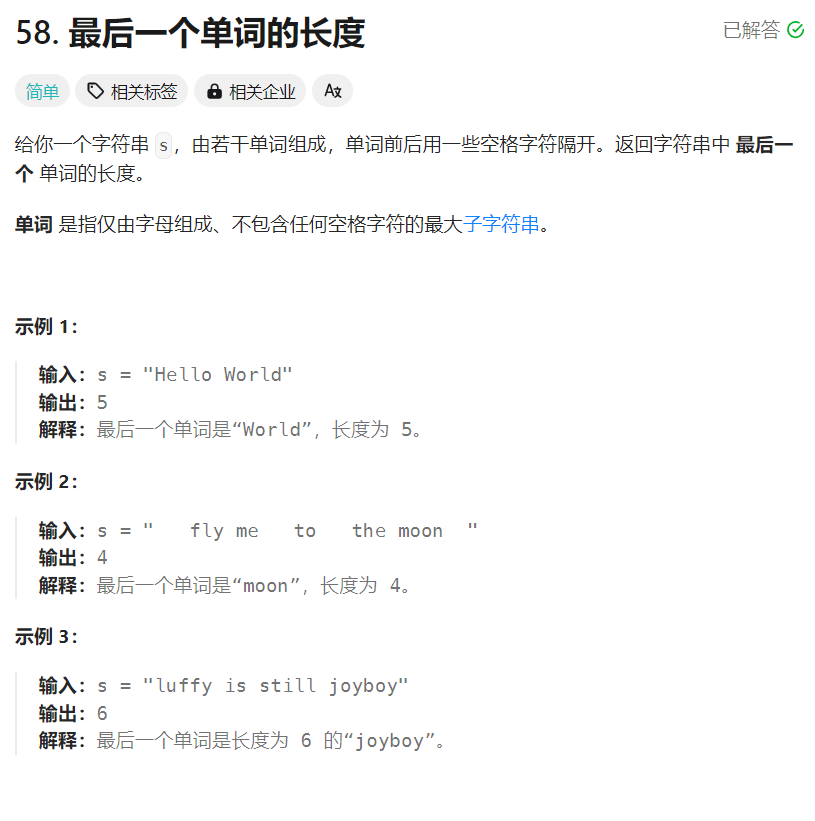 58. 最后一个单词的长度
已解答
简单 相关标签 相关企业
给你一个字符串 s，由若干单词组成，单词前后用一些空格字符隔开。返回字符串中 最后一
个 单词的长度。
单词 是指仅由字母组成、不包含任何空格字符的最大子字符串。
示例 1：
输入：s = "Hello World"
输出：5
解释：最后一个单词是“World”，长度为 5。
示例 2：
输入：s = "   fly me   to   the moon  "
输出：4
解释：最后一个单词是“moon”，长度为 4。
示例 3：
输入：s = "luffy is still joyboy"
输出：6
解释：最后一个单词是长度为 6 的“joyboy”。